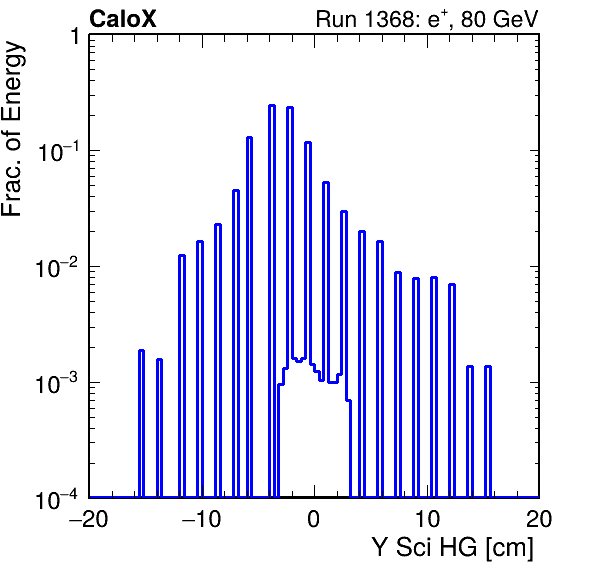 CaloX Run 1368: e⁺, 80 GeV
Frac. of Energy
1
10⁻¹
10⁻²
10⁻³
10⁻⁴
−20 −10 0 10 20
Y Sci HG [cm]